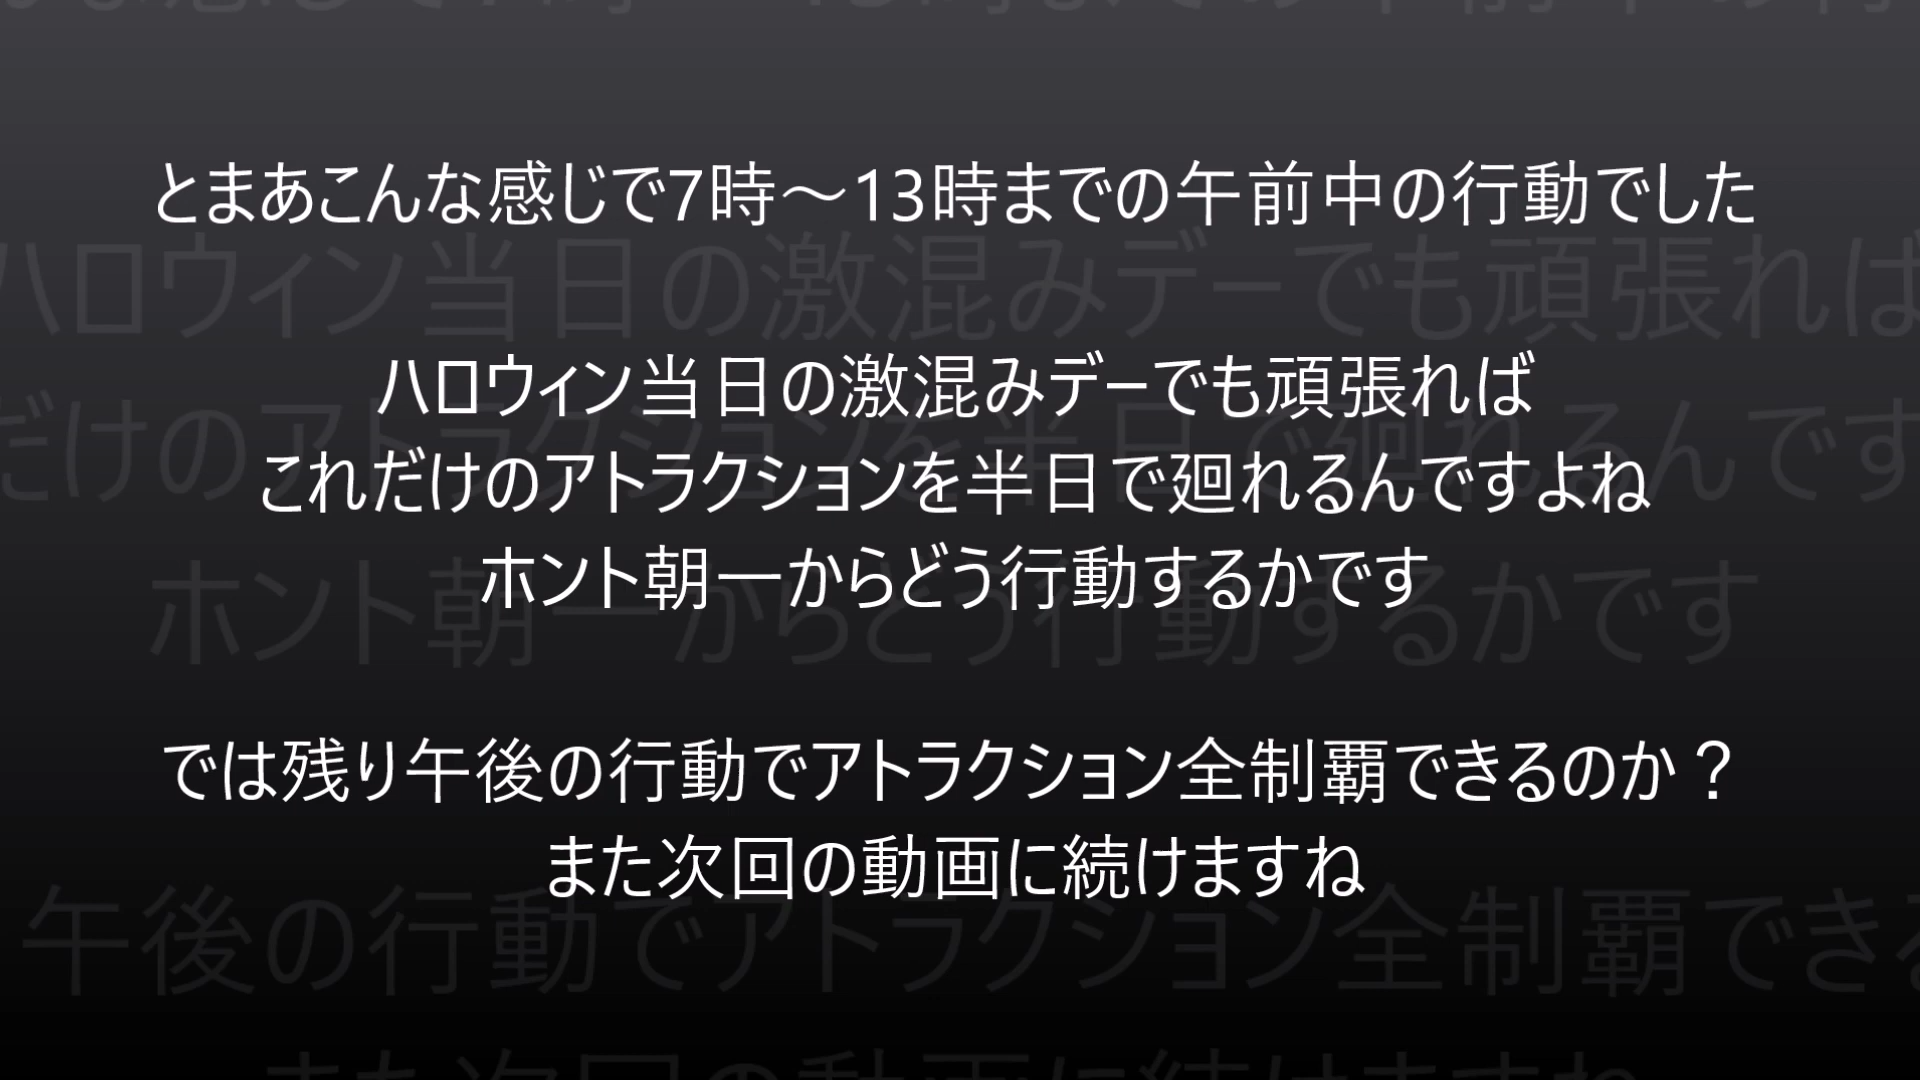 とまあこんな感じで7時～13時までの午前中の行動でした
ハロウィン当日の激混みデーでも頑張れば
これだけのアトラクションを半日で廻れるんですよね
ホント朝一からどう行動するかです
では残り午後の行動でアトラクション全制覇できるのか？
また次回の動画に続けますね